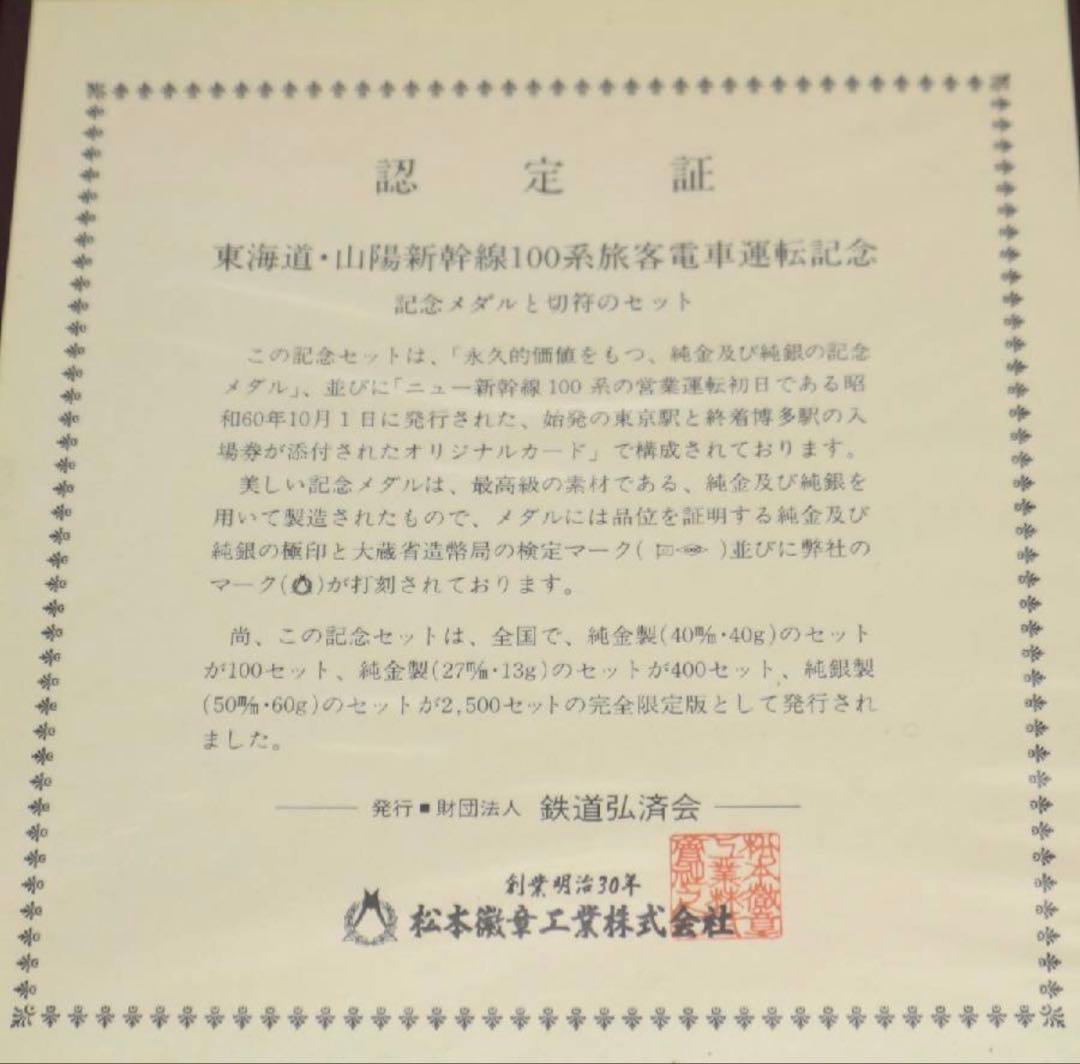 認定証
東海道・山陽新幹線100系旅客電車運転記念
記念メダルと切符のセット
この記念セットは、「永久的価値をもつ、純金及び純銀の記念
メダル」、並びに「ニュー新幹線100系の営業運転初日である昭
和60年10月1日に発行された、始発の東京駅と終着博多駅の入
場券が添付されたオリジナルカード」で構成されております。
美しい記念メダルは、最高級の素材である、純金及び純銀を
用いて製造されたもので、メダルには品位を証明する純金及び
純銀の極印と大蔵省造幣局の検定マーク( )並びに弊社の
マーク( )が打刻されております。
尚、この記念セットは、全国で、純金製(40㎜・40g)のセット
が100セット、純金製(27㎜・13g)のセットが400セット、純銀製
(50㎜・60g)のセットが2,500セットの完全限定版として発行され
ました。
発行■財団法人 鉄道弘済会
創業明治30年
松本徽章工業株式会社